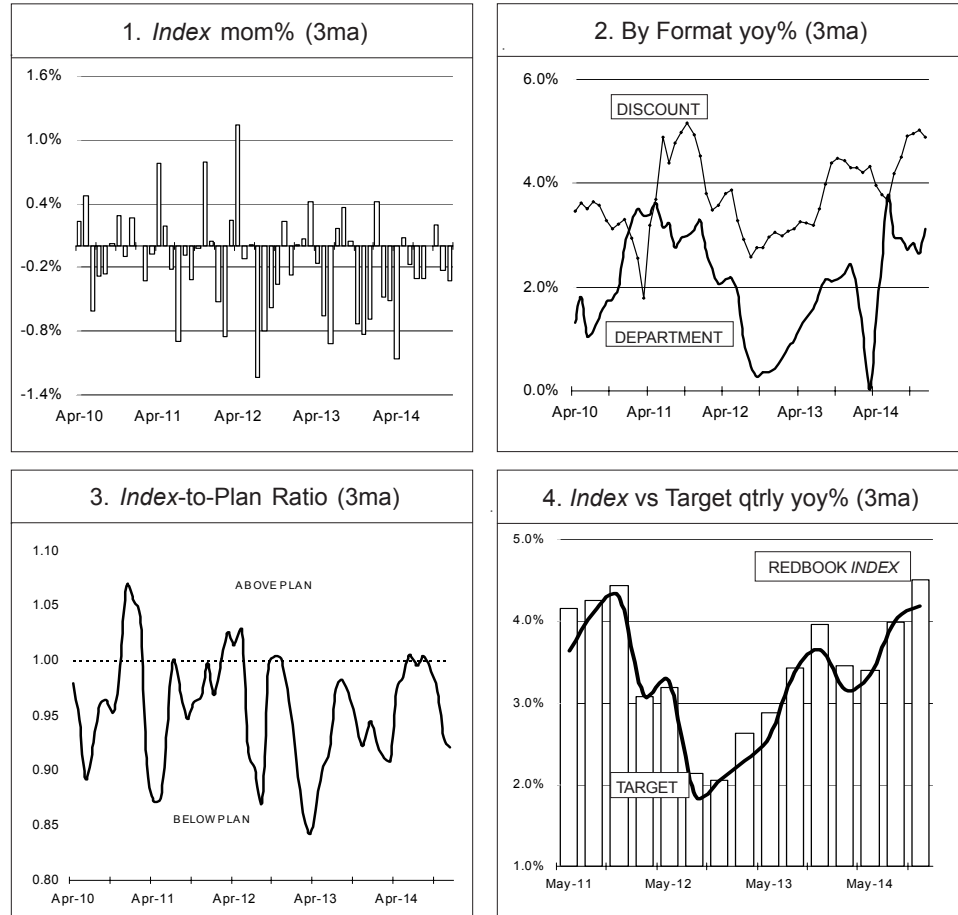 1. Index mom% (3ma)
1.6%
1.0%
0.4%
-0.2%
-0.8%
-1.4%
Apr-10 Apr-11 Apr-12 Apr-13 Apr-14
2. By Format yoy% (3ma)
6.0%
DISCOUNT
4.0%
2.0%
DEPARTMENT
0.0%
Apr-10 Apr-11 Apr-12 Apr-13 Apr-14
3. Index-to-Plan Ratio (3ma)
1.10
ABOVE PLAN
1.05
1.00
0.95
0.90
BELOW PLAN
0.85
0.80
Apr-10 Apr-11 Apr-12 Apr-13 Apr-14
4. Index vs Target qtrly yoy% (3ma)
5.0%
REDBOOK INDEX
4.0%
3.0%
2.0%
TARGET
1.0%
May-11 May-12 May-13 May-14